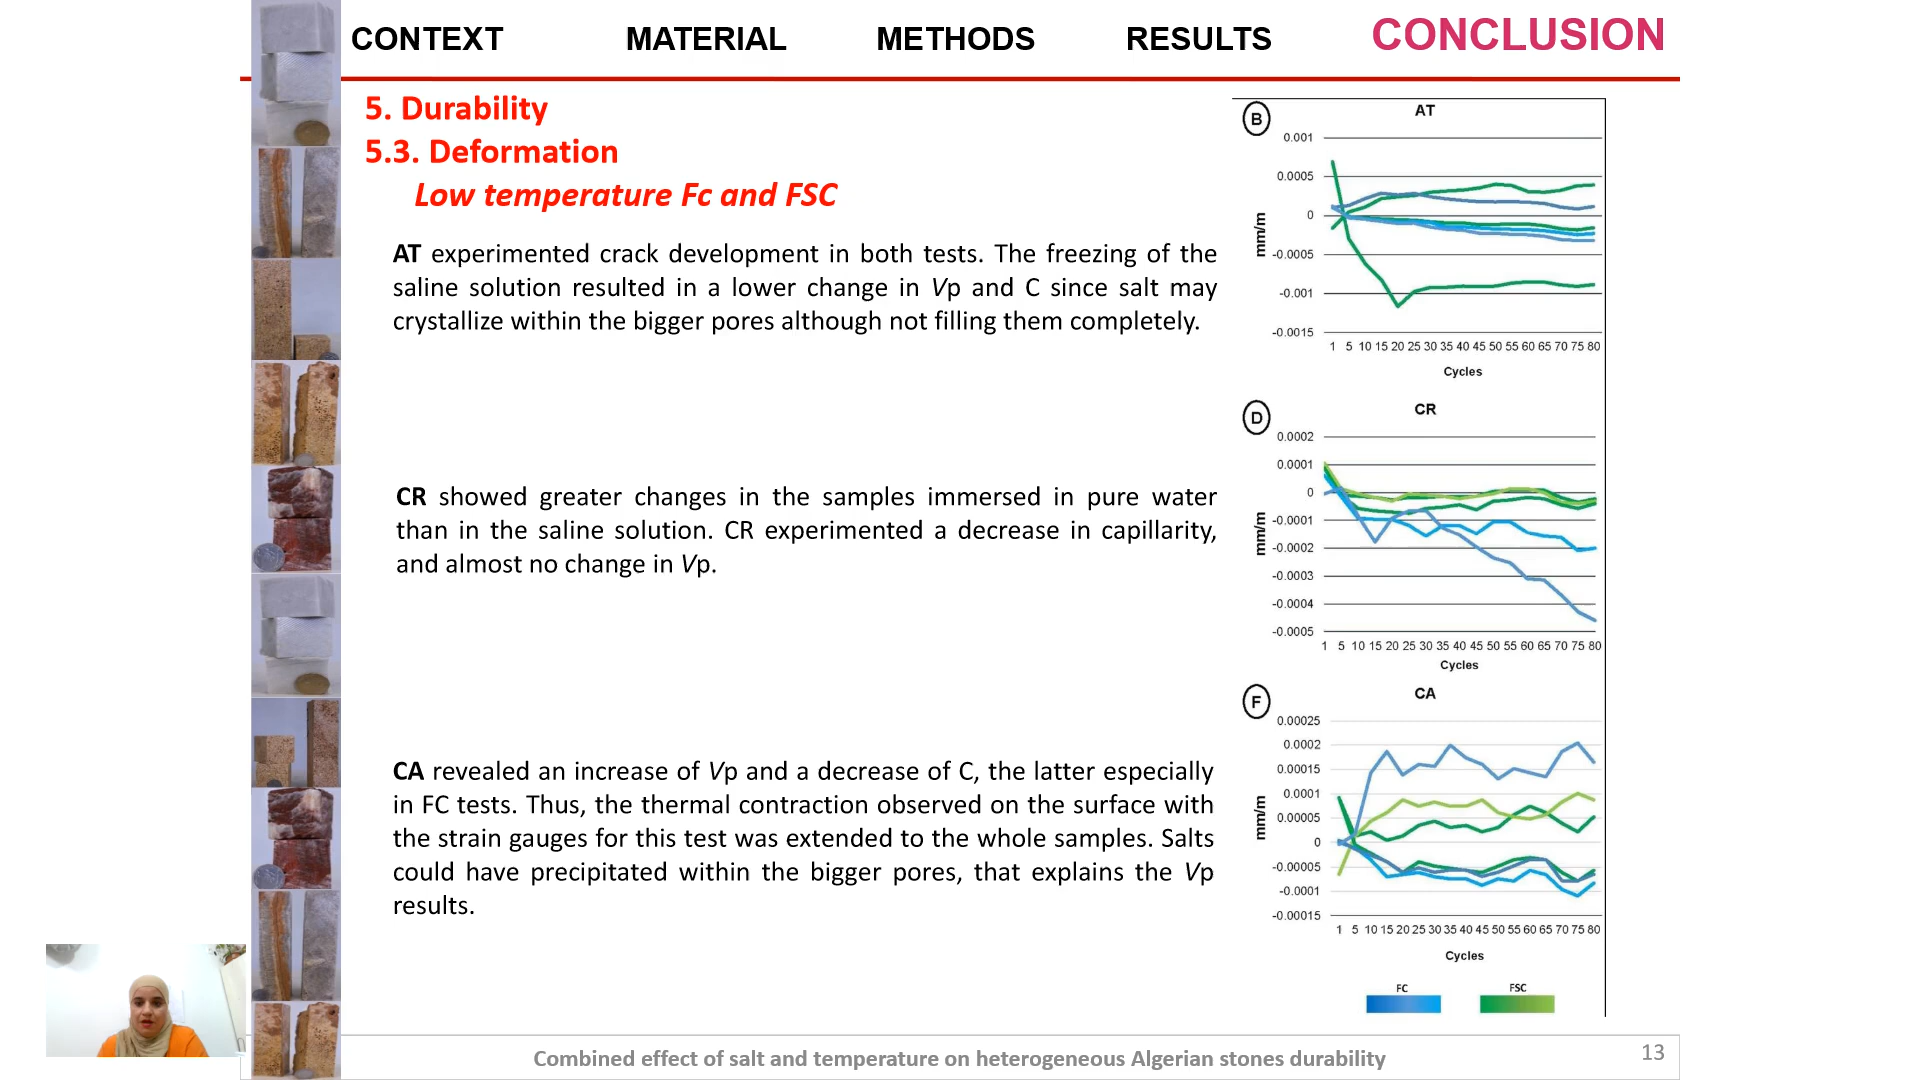 CONTEXT MATERIAL METHODS RESULTS CONCLUSION
5. Durability
5.3. Deformation
Low temperature Fc and FSC
AT experimented crack development in both tests. The freezing of the
saline solution resulted in a lower change in Vp and C since salt may
crystallize within the bigger pores although not filling them completely.
CR showed greater changes in the samples immersed in pure water
than in the saline solution. CR experimented a decrease in capillarity,
and almost no change in Vp.
CA revealed an increase of Vp and a decrease of C, the latter especially
in FC tests. Thus, the thermal contraction observed on the surface with
the strain gauges for this test was extended to the whole samples. Salts
could have precipitated within the bigger pores, that explains the Vp
results.
B
AT
0.001
0.0005
0
-0.0005
-0.001
-0.0015
mm/m
1 5 10 15 20 25 30 35 40 45 50 55 60 65 70 75 80
Cycles
D
CR
0.0002
0.0001
0
-0.0001
-0.0002
-0.0003
-0.0004
-0.0005
mm/m
1 5 10 15 20 25 30 35 40 45 50 55 60 65 70 75 80
Cycles
F
CA
0.00025
0.0002
0.00015
0.0001
0.00005
0
-0.00005
-0.0001
-0.00015
mm/m
1 5 10 15 20 25 30 35 40 45 50 55 60 65 70 75 80
Cycles
FC FSC
Combined effect of salt and temperature on heterogeneous Algerian stones durability
13